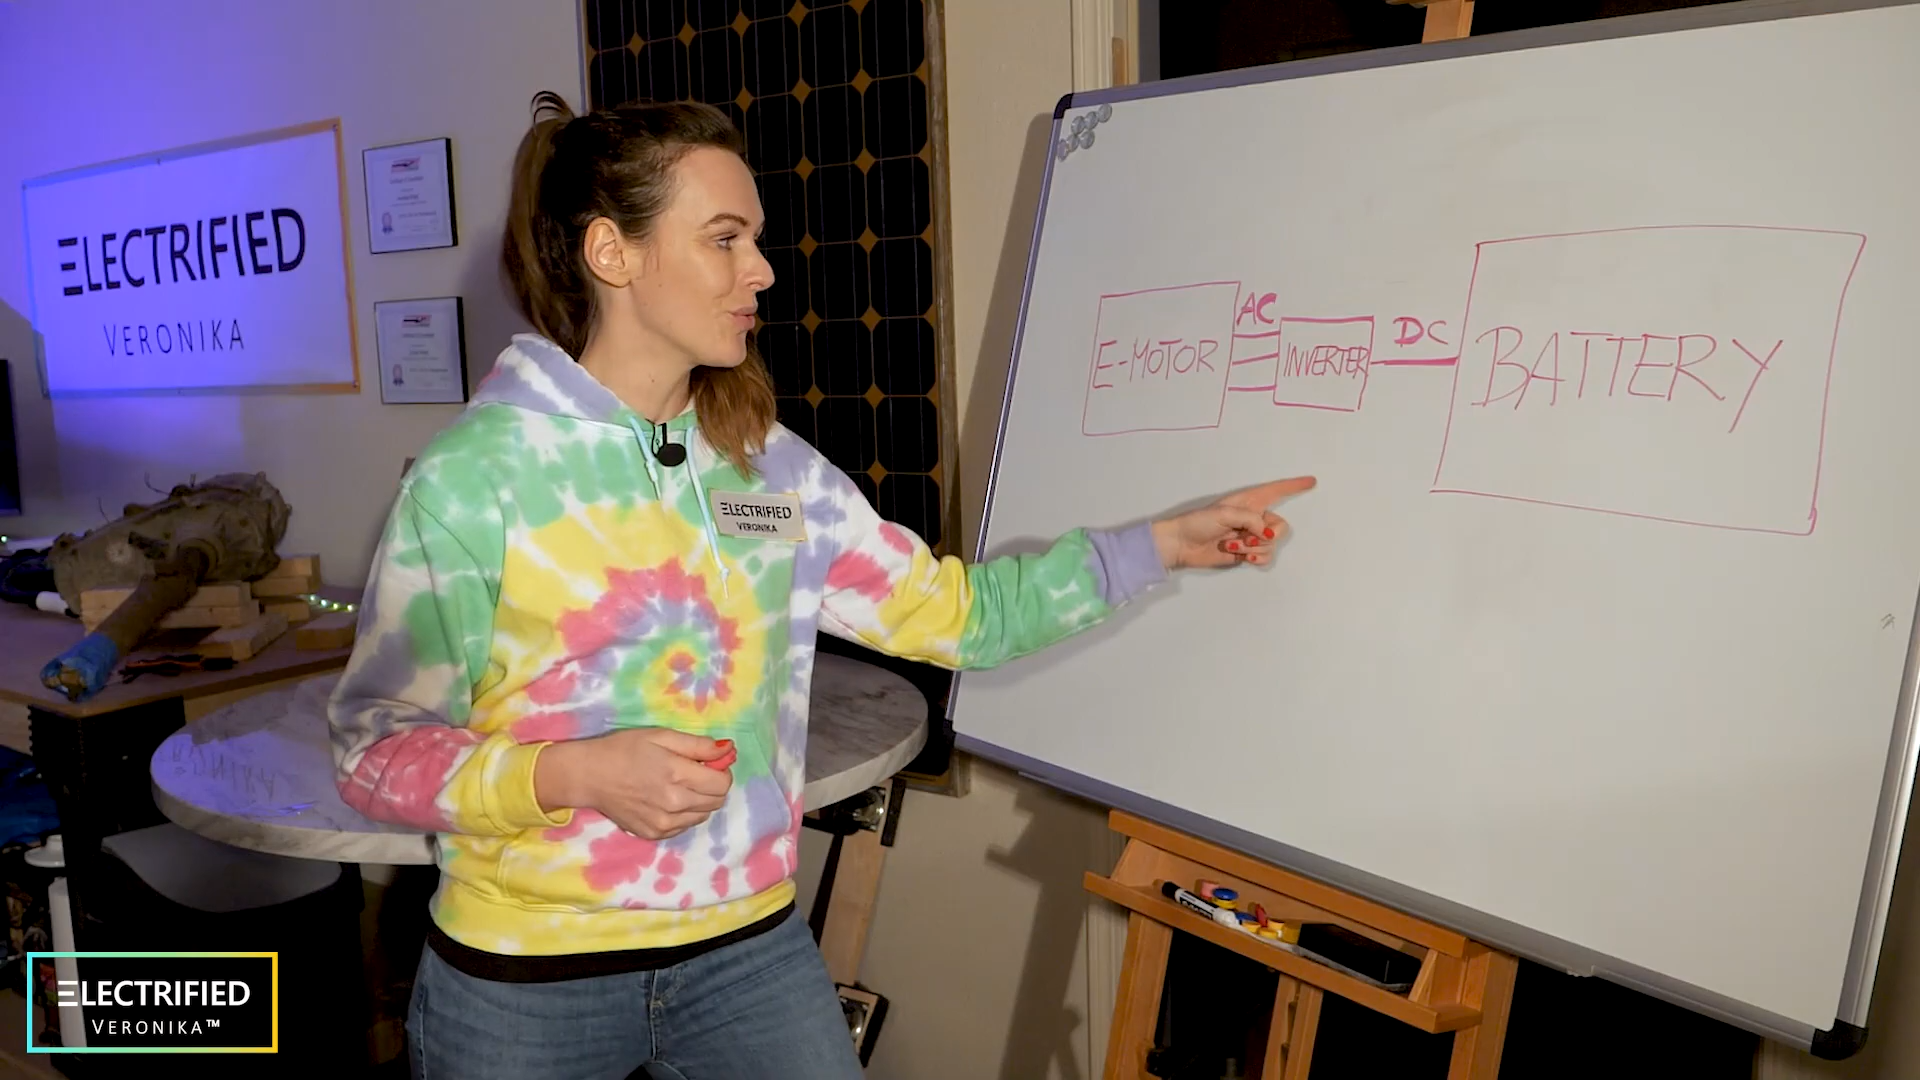 ELECTRIFIED
VERONIKA
ELECTRIFIED
VERONIKA
AC
DC
E-MOTOR
INVERTER
BATTERY
ELECTRIFIED
VERONIKA™